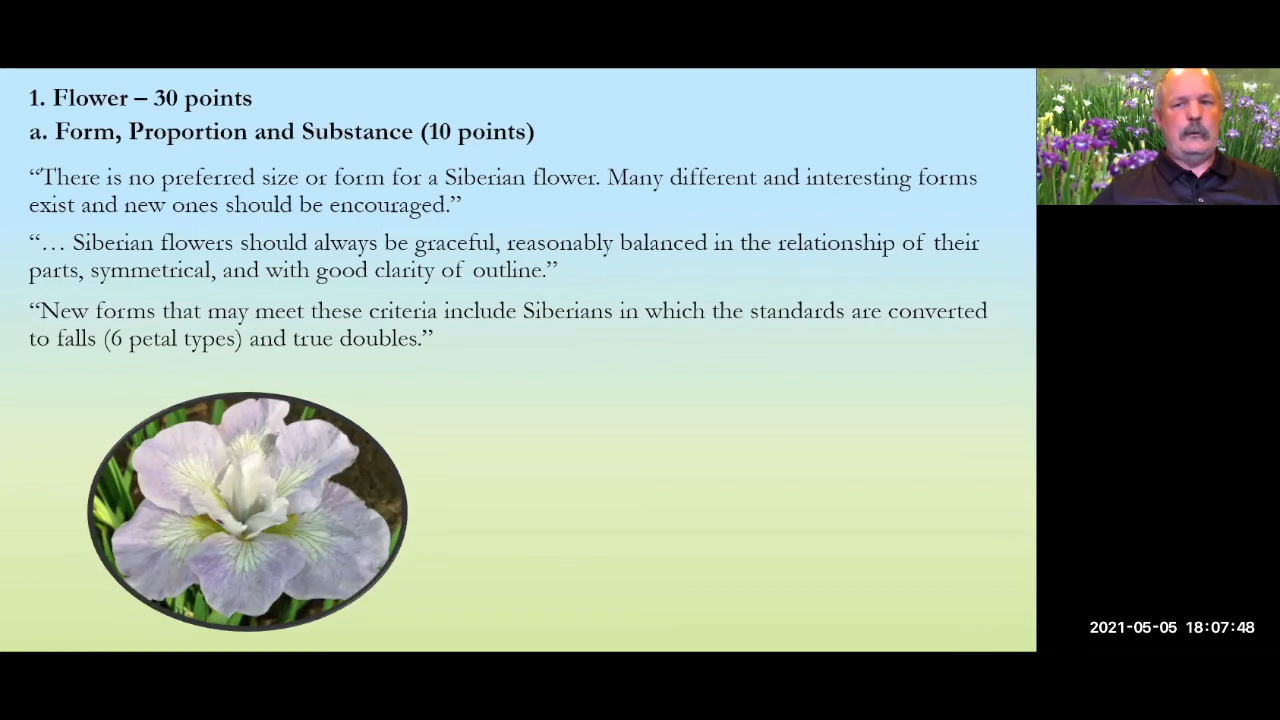 1. Flower – 30 points
a. Form, Proportion and Substance (10 points)
“There is no preferred size or form for a Siberian flower. Many different and interesting forms
exist and new ones should be encouraged.”
“… Siberian flowers should always be graceful, reasonably balanced in the relationship of their
parts, symmetrical, and with good clarity of outline.”
“New forms that may meet these criteria include Siberians in which the standards are converted
to falls (6 petal types) and true doubles.”
2021-05-05 18:07:48